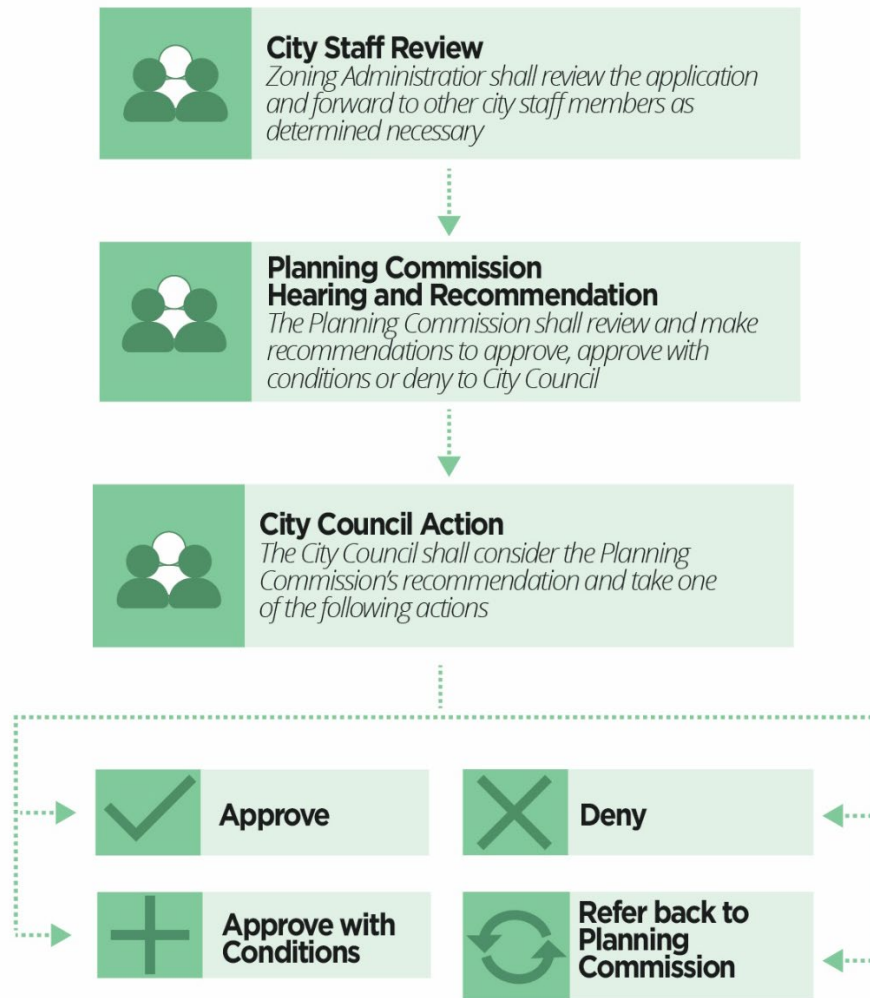 City Staff Review
Zoning Administratior shall review the application
and forward to other city staff members as
determined necessary
Planning Commission
Hearing and Recommendation
The Planning Commission shall review and make
recommendations to approve, approve with
conditions or deny to City Council
City Council Action
The City Council shall consider the Planning
Commission's recommendation and take one
of the following actions
Approve
Deny
Approve with
Conditions
Refer back to
Planning
Commission